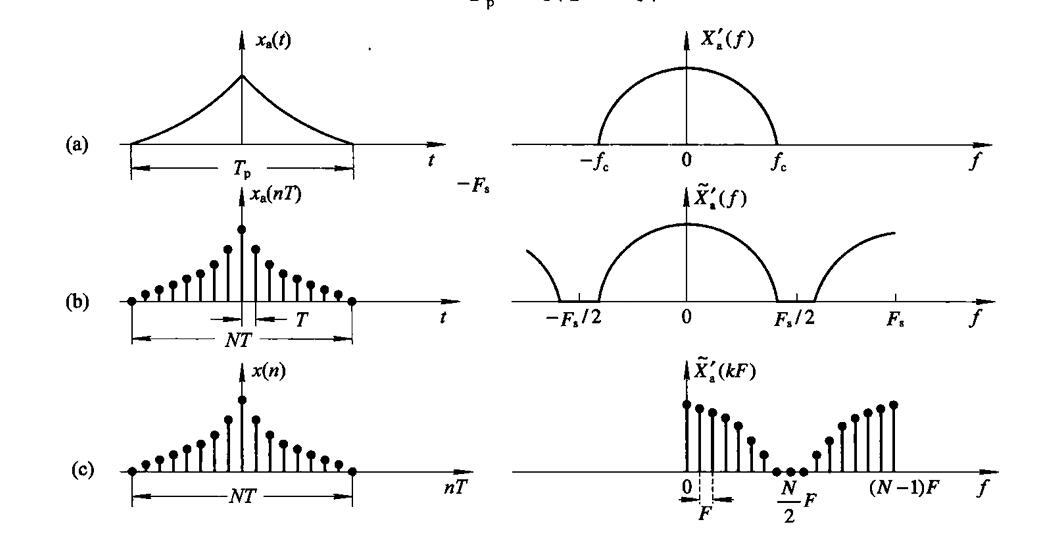 x_a(t)
X'_a(f)
(a)
t
−f_c
0
f_c
f
T_p
−F_s
x_a(nT)
X̃'_a(f)
(b)
T
t
−F_s/2
0
F_s/2
F_s
f
NT
x(n)
X̃'_a(kF)
(c)
nT
0
N/2 F
(N−1)F
f
NT
F